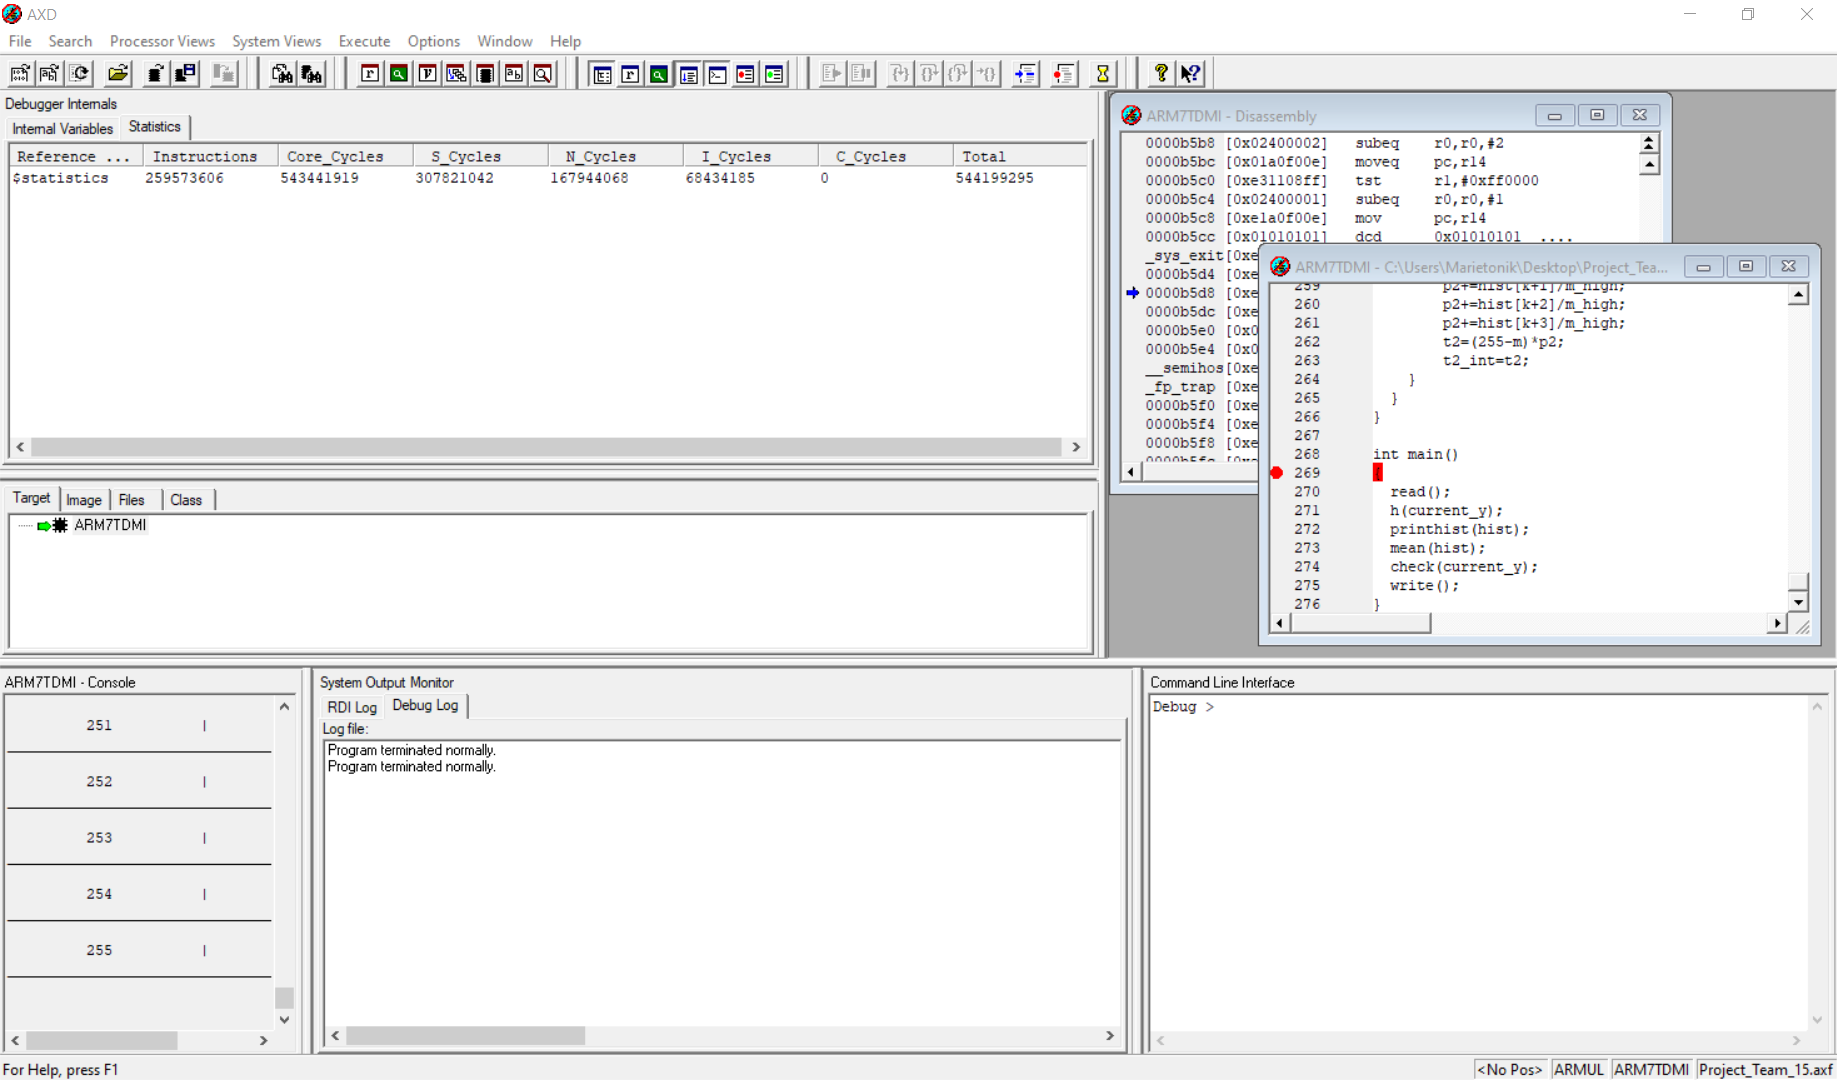 AXD
File Search Processor Views System Views Execute Options Window Help
Debugger Internals
Internal Variables Statistics
Reference ... Instructions Core_Cycles S_Cycles N_Cycles I_Cycles C_Cycles Total
$statistics 259573606 543441919 307821042 167944068 68434185 0 544199295
Target Image Files Class
ARM7TDMI
ARM7TDMI - Disassembly
0000b5b8 [0x02400002] subeq r0,r0,#2
0000b5bc [0x01a0f00e] moveq pc,r14
0000b5c0 [0xe31108ff] tst r1,#0xff0000
0000b5c4 [0x02400001] subeq r0,r0,#1
0000b5c8 [0xe1a0f00e] mov pc,r14
0000b5cc [0x01010101] dcd 0x01010101 ....
_sys_exit [0xe
0000b5d4 [0xe
0000b5d8 [0xe
0000b5dc [0xe
0000b5e0 [0x0
0000b5e4 [0x0
__semihos [0xe
_fp_trap [0xe
0000b5f0 [0xe
0000b5f4 [0xe
0000b5f8 [0xe
0000b5fc [0xe
ARM7TDMI - C:\Users\Marietonik\Desktop\Project_Tea...
259 p2+=hist[k+1]/m_high;
260 p2+=hist[k+2]/m_high;
261 p2+=hist[k+3]/m_high;
262 t2=(255-m)*p2;
263 t2_int=t2;
264 }
265 }
266 }
267
268 int main()
269 {
270 read();
271 h(current_y);
272 printhist(hist);
273 mean(hist);
274 check(current_y);
275 write();
276 }
ARM7TDMI - Console
251 |
252 |
253 |
254 |
255 |
System Output Monitor
RDI Log Debug Log
Log file:
Program terminated normally.
Program terminated normally.
Command Line Interface
Debug >
For Help, press F1
<No Pos> ARMUL ARM7TDMI Project_Team_15.axf